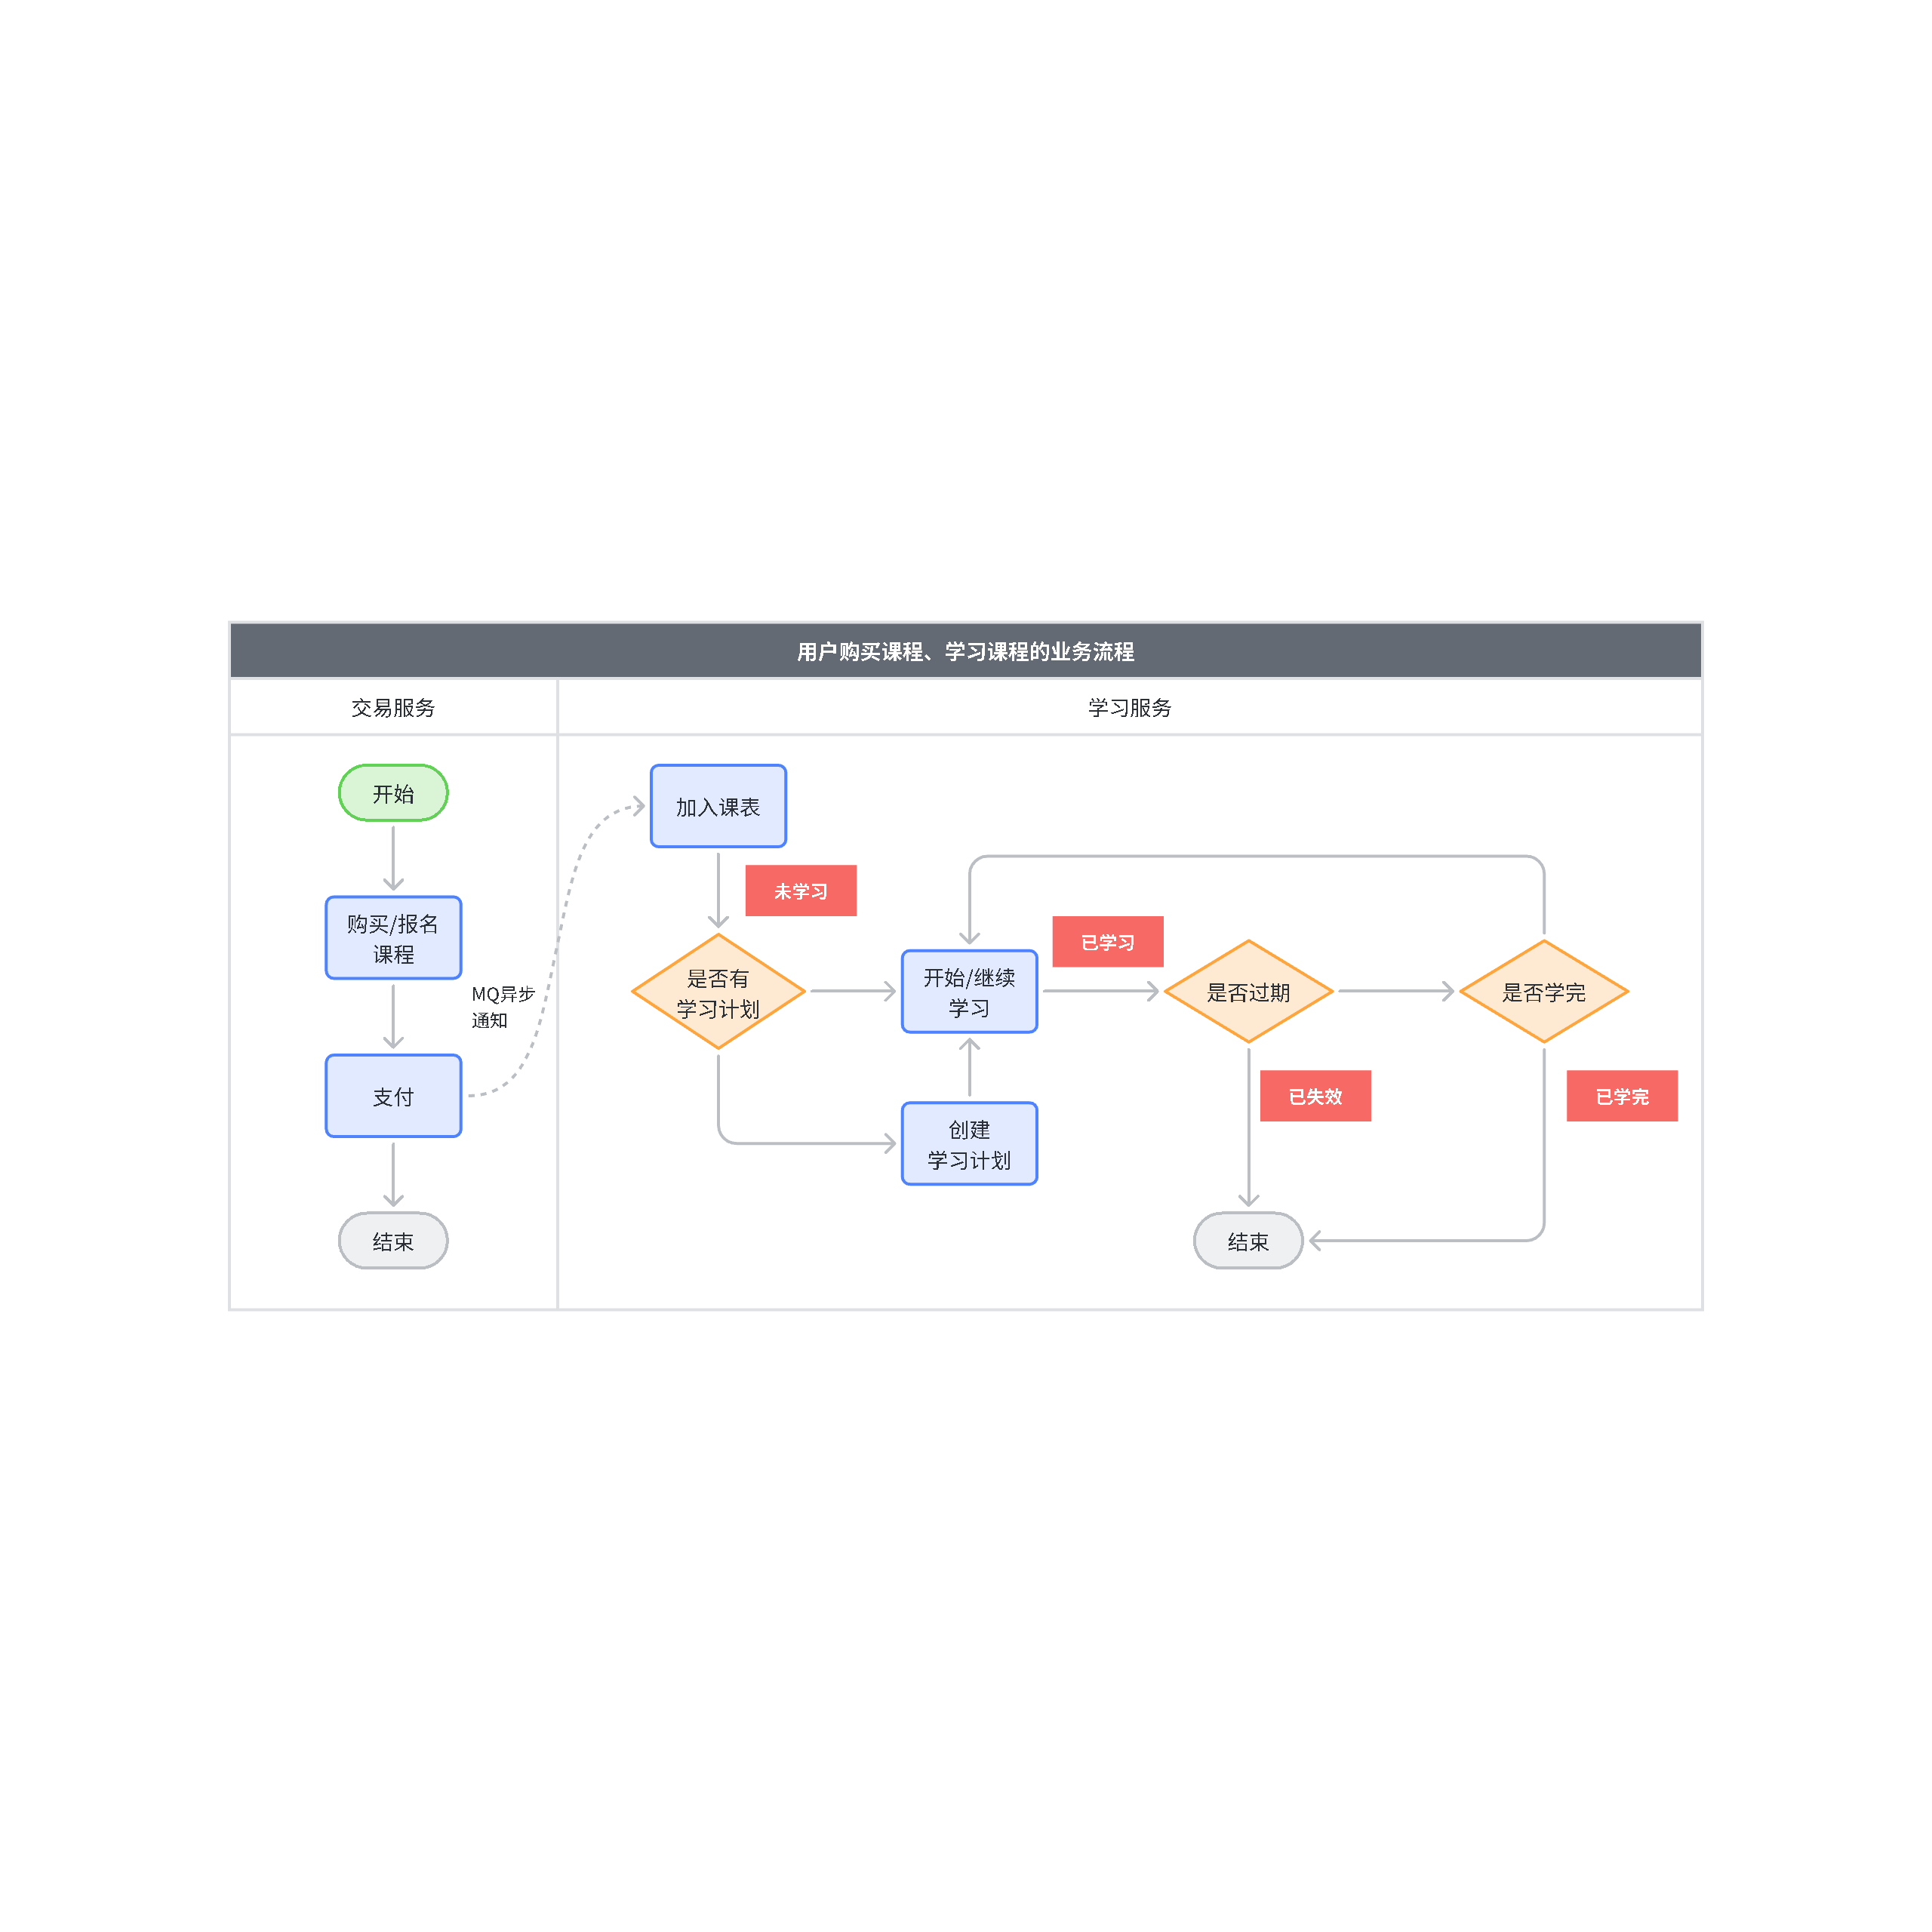 用户购买课程、学习课程的业务流程
交易服务
学习服务
开始
购买/报名
课程
MQ异步
通知
支付
结束
加入课表
未学习
是否有
学习计划
开始/继续
学习
创建
学习计划
已学习
是否过期
已失效
是否学完
已学完
结束